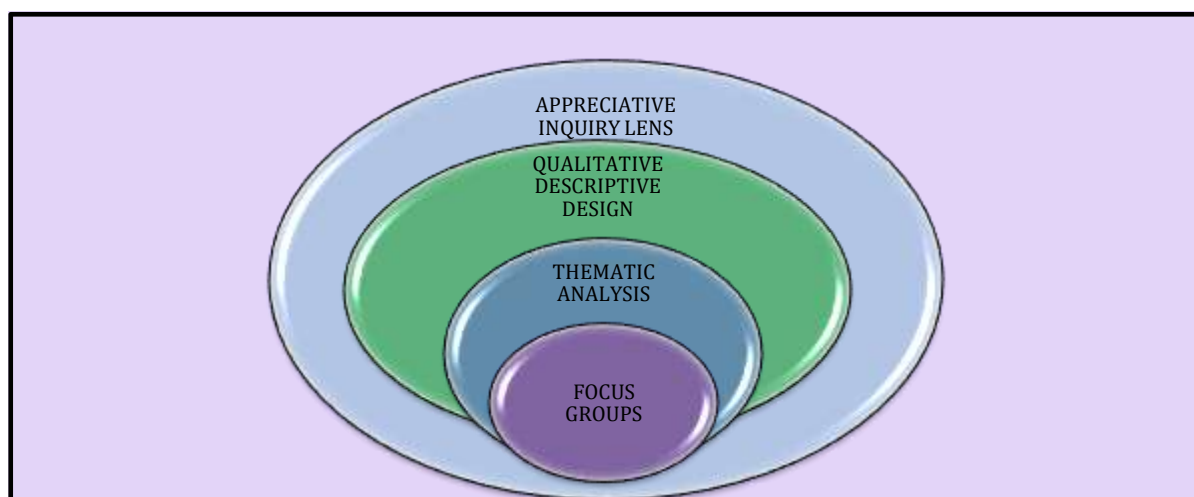 APPRECIATIVE
INQUIRY LENS
QUALITATIVE
DESCRIPTIVE
DESIGN
THEMATIC
ANALYSIS
FOCUS
GROUPS